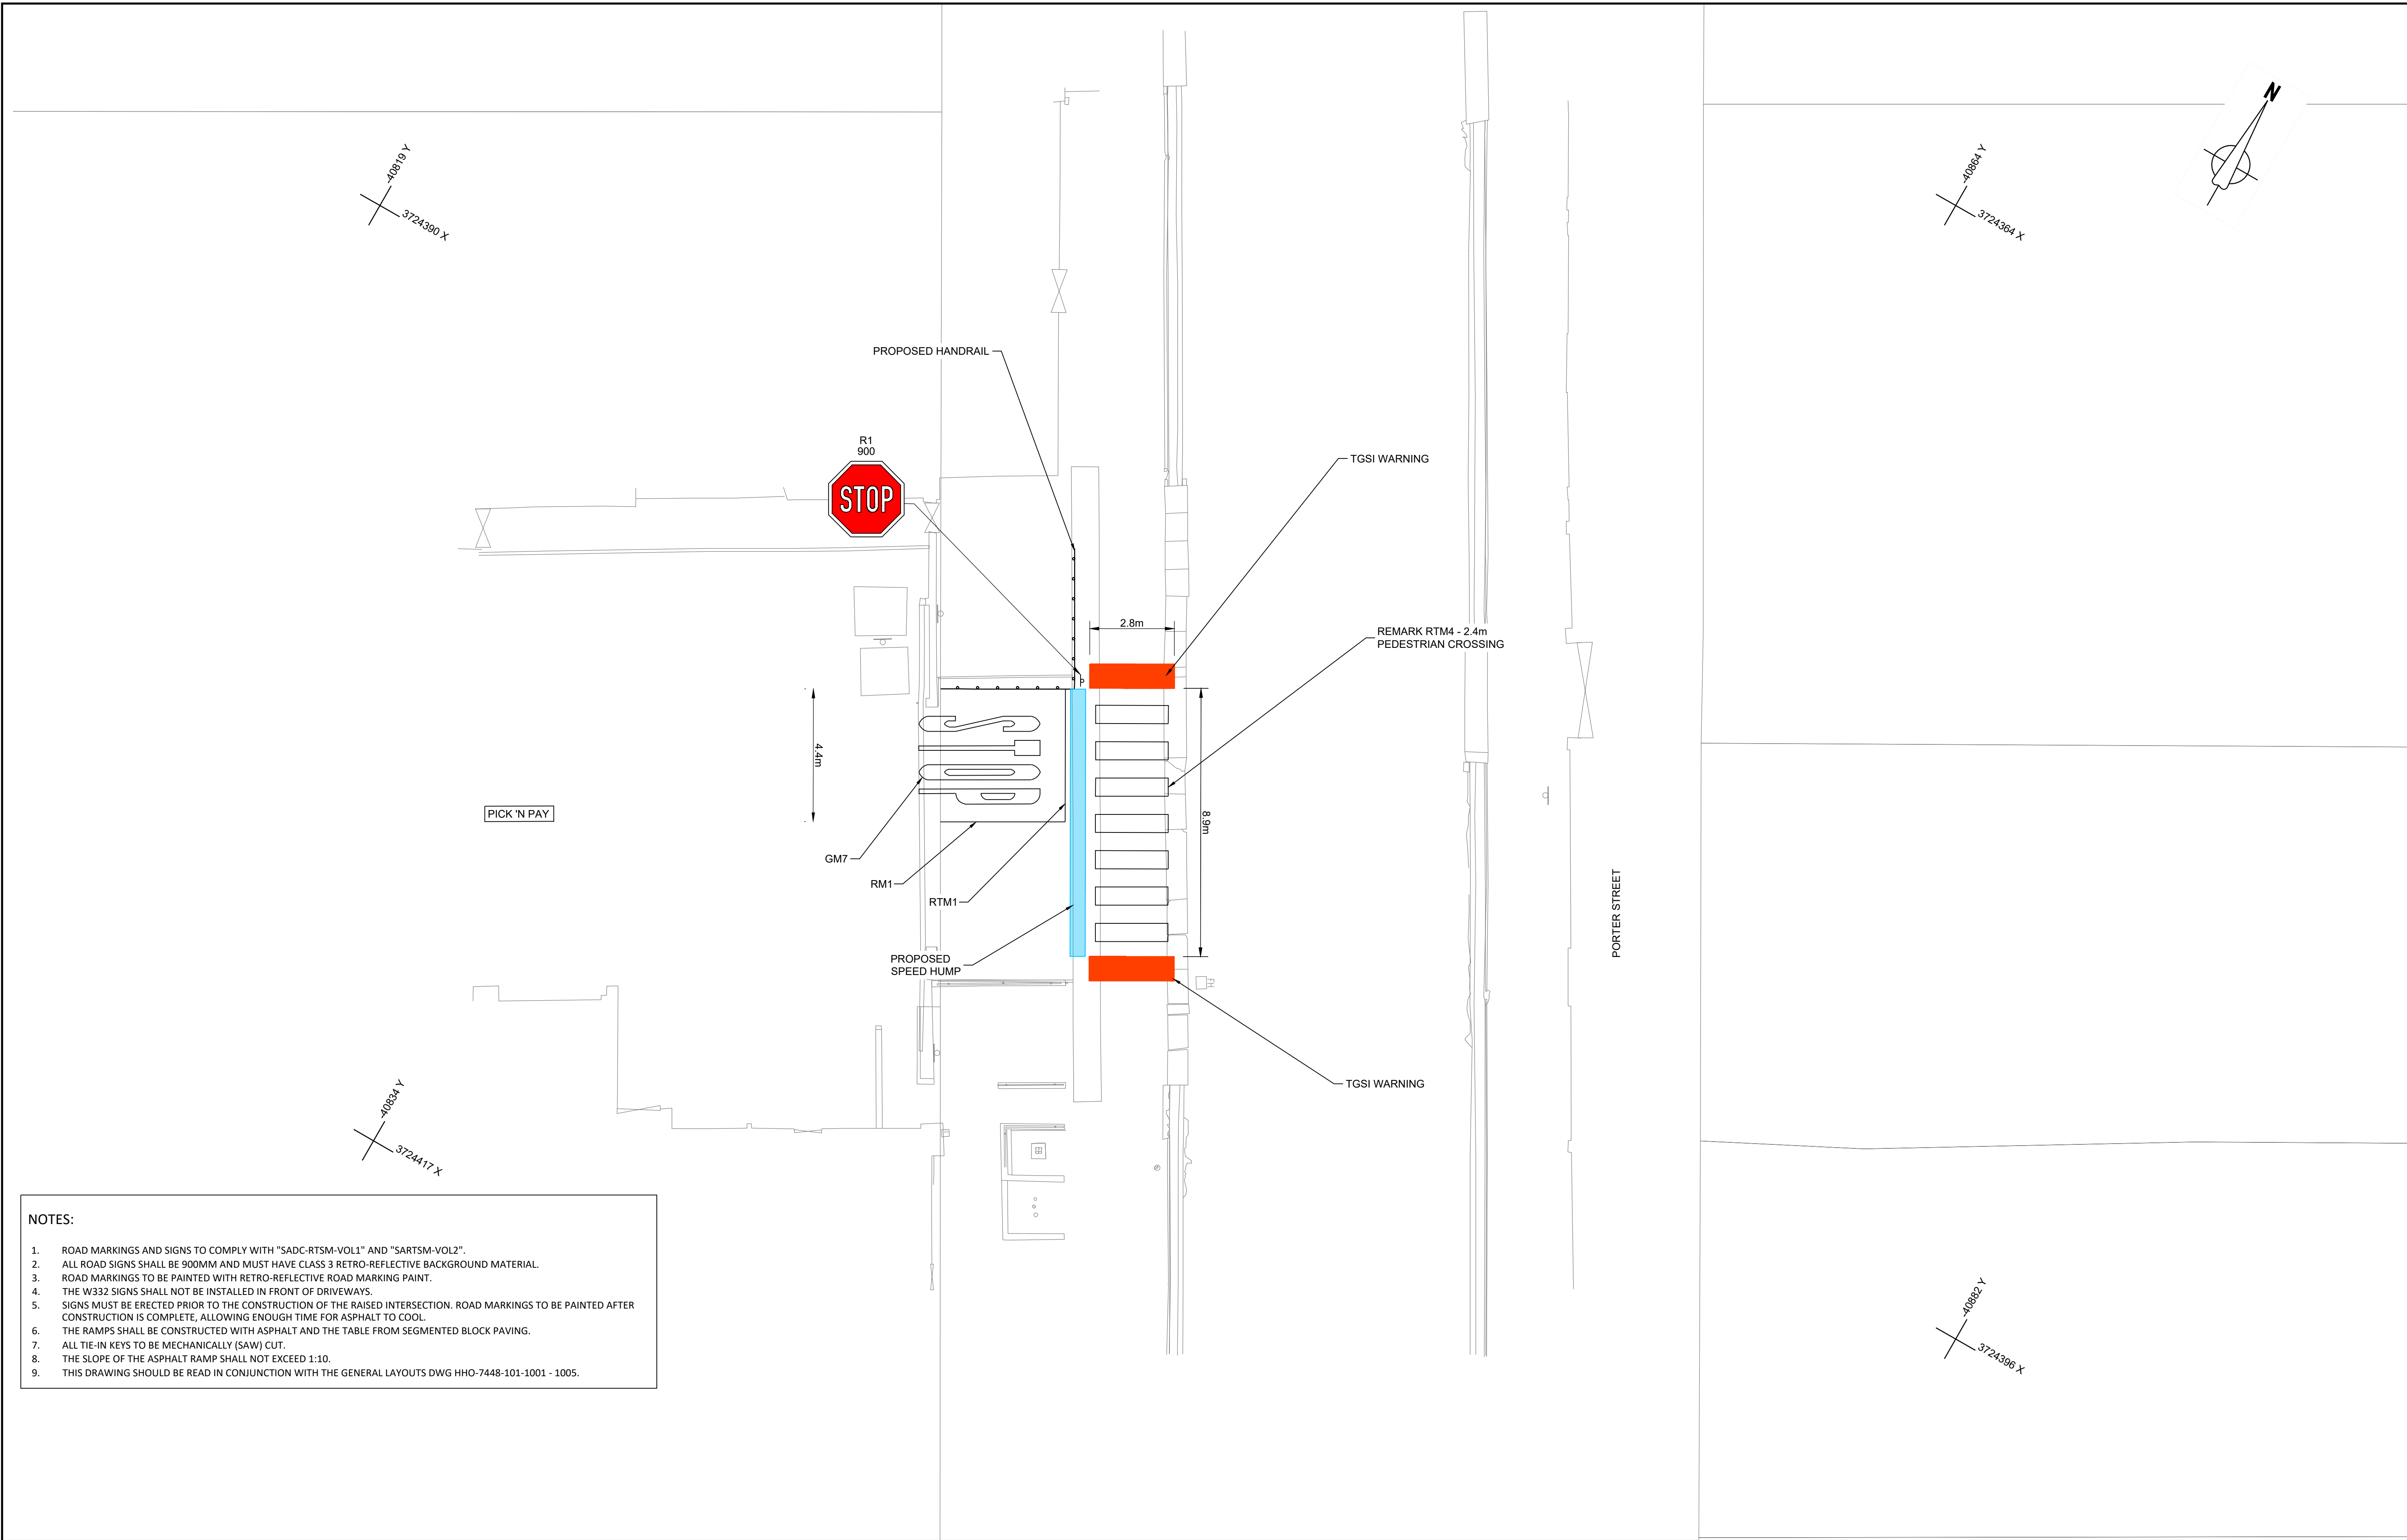 N
-40819 Y
3724390 X
-40864 Y
3724364 X
PROPOSED HANDRAIL
R1
900
STOP
TGSI WARNING
2.8m
REMARK RTM4 - 2.4m
PEDESTRIAN CROSSING
4.4m
STOP
8.9m
PICK 'N PAY
GM7
RM1
RTM1
PROPOSED
SPEED HUMP
PORTER STREET
TGSI WARNING
-40834 Y
3724417 X
-40882 Y
3724396 X
NOTES:
1. ROAD MARKINGS AND SIGNS TO COMPLY WITH "SADC-RTSM-VOL1" AND "SARTSM-VOL2".
2. ALL ROAD SIGNS SHALL BE 900MM AND MUST HAVE CLASS 3 RETRO-REFLECTIVE BACKGROUND MATERIAL.
3. ROAD MARKINGS TO BE PAINTED WITH RETRO-REFLECTIVE ROAD MARKING PAINT.
4. THE W332 SIGNS SHALL NOT BE INSTALLED IN FRONT OF DRIVEWAYS.
5. SIGNS MUST BE ERECTED PRIOR TO THE CONSTRUCTION OF THE RAISED INTERSECTION. ROAD MARKINGS TO BE PAINTED AFTER
CONSTRUCTION IS COMPLETE, ALLOWING ENOUGH TIME FOR ASPHALT TO COOL.
6. THE RAMPS SHALL BE CONSTRUCTED WITH ASPHALT AND THE TABLE FROM SEGMENTED BLOCK PAVING.
7. ALL TIE-IN KEYS TO BE MECHANICALLY (SAW) CUT.
8. THE SLOPE OF THE ASPHALT RAMP SHALL NOT EXCEED 1:10.
9. THIS DRAWING SHOULD BE READ IN CONJUNCTION WITH THE GENERAL LAYOUTS DWG HHO-7448-101-1001 - 1005.